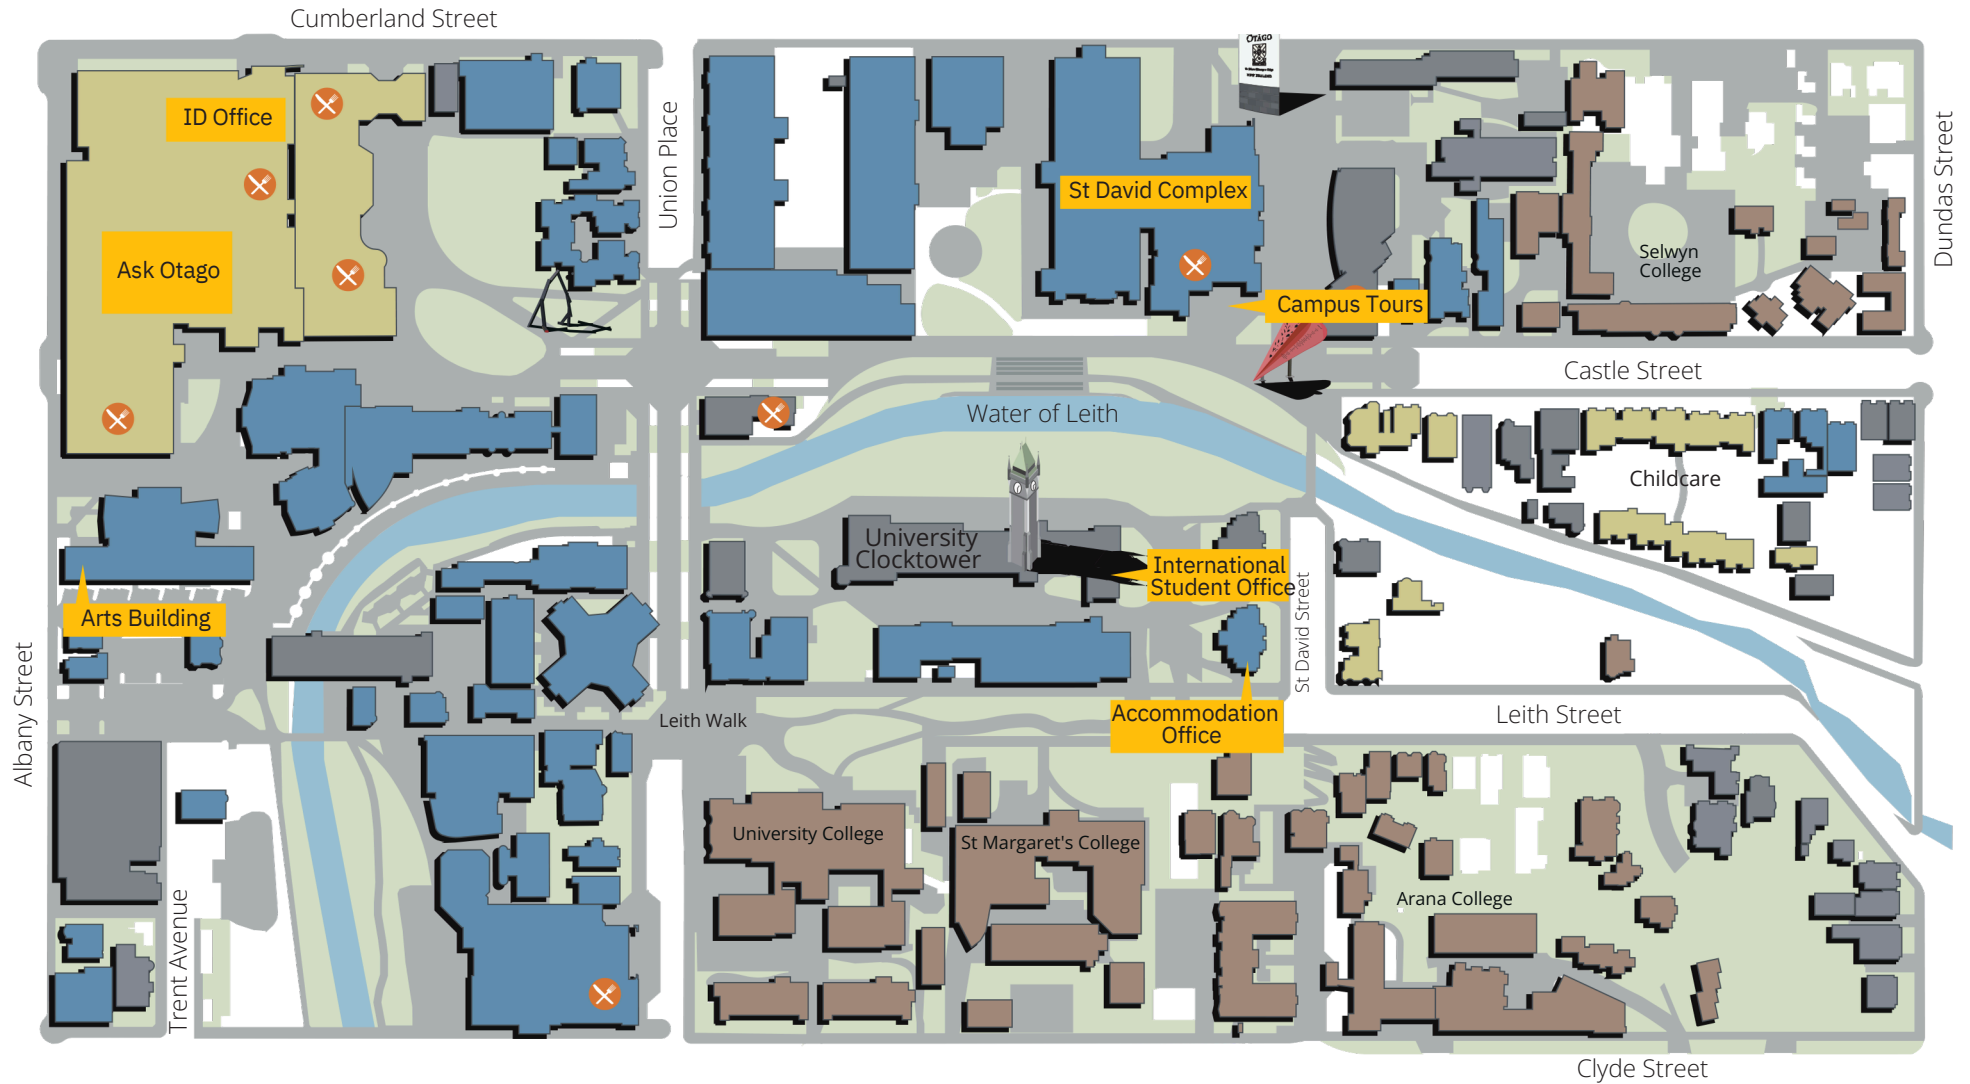 Cumberland Street
OTAGO
ID Office
Union Place
Dundas Street
St David Complex
Ask Otago
Selwyn
College
Campus Tours
Castle Street
Water of Leith
Childcare
University
Clocktower
International
Student Office
Arts Building
St David Street
Albany Street
Leith Walk
Accommodation
Office
Leith Street
University College
St Margaret's College
Arana College
Trent Avenue
Clyde Street